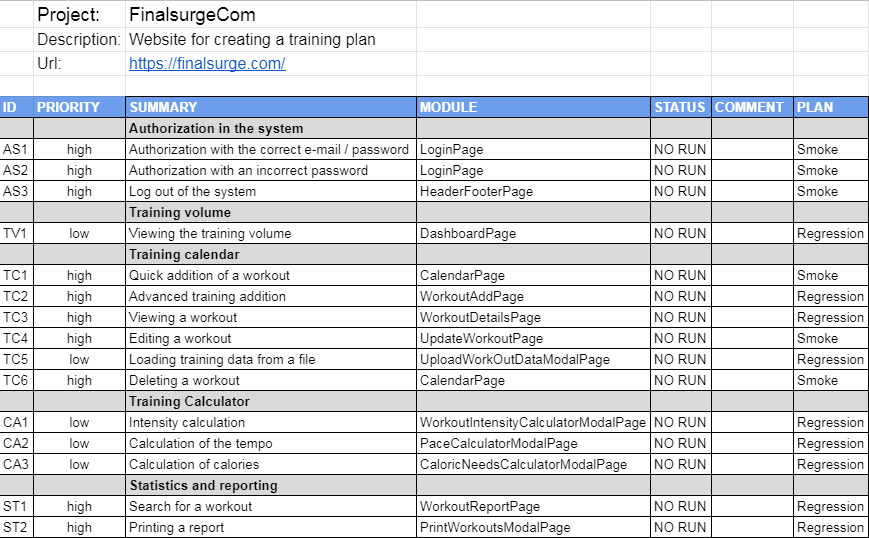 Project: FinalsurgeCom
Description: Website for creating a training plan
Url: https://finalsurge.com/
ID PRIORITY SUMMARY MODULE STATUS COMMENT PLAN
Authorization in the system
AS1 high Authorization with the correct e-mail / password LoginPage NO RUN Smoke
AS2 high Authorization with an incorrect password LoginPage NO RUN Smoke
AS3 high Log out of the system HeaderFooterPage NO RUN Smoke
Training volume
TV1 low Viewing the training volume DashboardPage NO RUN Regression
Training calendar
TC1 high Quick addition of a workout CalendarPage NO RUN Smoke
TC2 high Advanced training addition WorkoutAddPage NO RUN Regression
TC3 high Viewing a workout WorkoutDetailsPage NO RUN Regression
TC4 high Editing a workout UpdateWorkoutPage NO RUN Smoke
TC5 low Loading training data from a file UploadWorkOutDataModalPage NO RUN Regression
TC6 high Deleting a workout CalendarPage NO RUN Smoke
Training Calculator
CA1 low Intensity calculation WorkoutIntensityCalculatorModalPage NO RUN Regression
CA2 low Calculation of the tempo PaceCalculatorModalPage NO RUN Regression
CA3 low Calculation of calories CaloricNeedsCalculatorModalPage NO RUN Regression
Statistics and reporting
ST1 high Search for a workout WorkoutReportPage NO RUN Regression
ST2 high Printing a report PrintWorkoutsModalPage NO RUN Regression